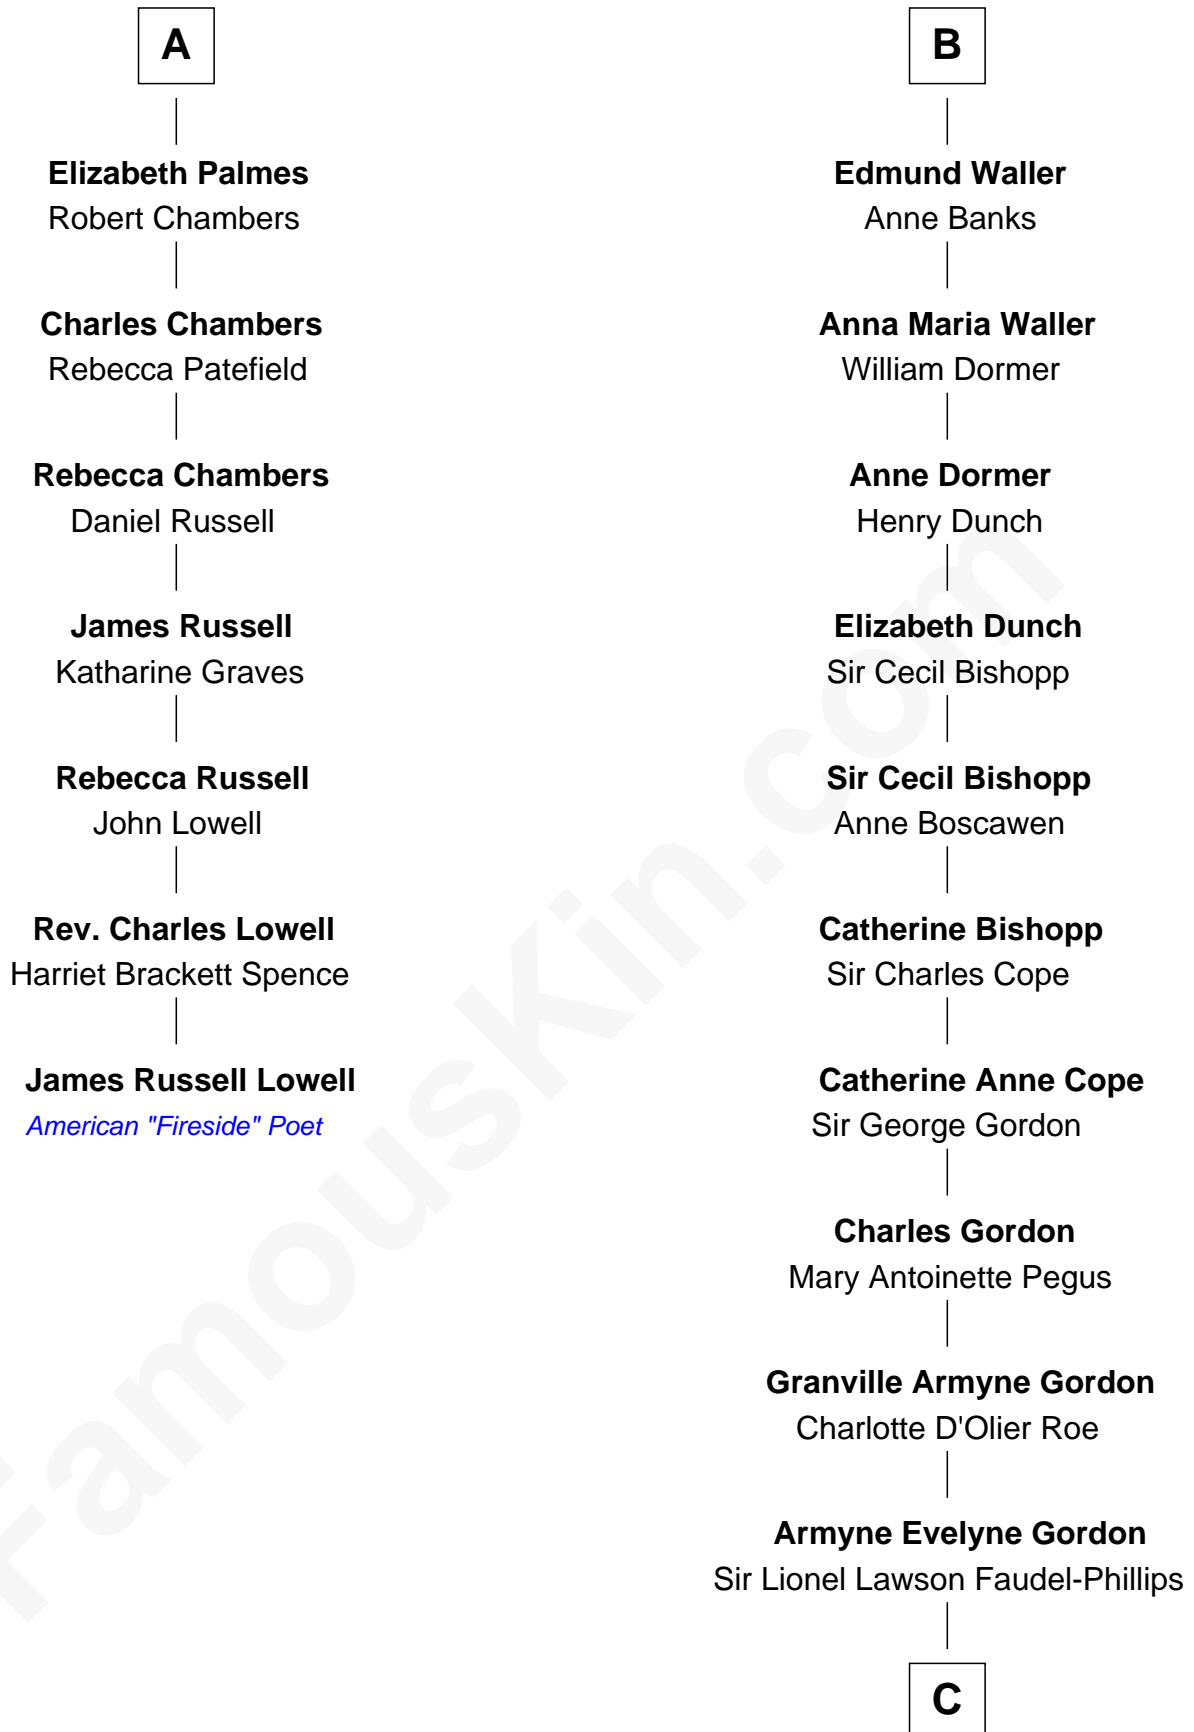 A
Elizabeth Palmes
Robert Chambers
Charles Chambers
Rebecca Patefield
Rebecca Chambers
Daniel Russell
James Russell
Katharine Graves
Rebecca Russell
John Lowell
Rev. Charles Lowell
Harriet Brackett Spence
James Russell Lowell
American "Fireside" Poet
B
Edmund Waller
Anne Banks
Anna Maria Waller
William Dormer
Anne Dormer
Henry Dunch
Elizabeth Dunch
Sir Cecil Bishopp
Sir Cecil Bishopp
Anne Boscawen
Catherine Bishopp
Sir Charles Cope
Catherine Anne Cope
Sir George Gordon
Charles Gordon
Mary Antoinette Pegus
Granville Armyne Gordon
Charlotte D'Olier Roe
Armyne Evelyne Gordon
Sir Lionel Lawson Faudel-Phillips
C
FamousKin.com